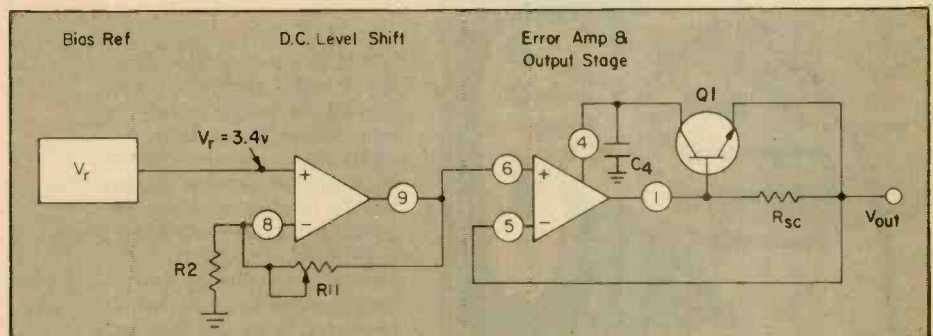 Bias Ref
D.C. Level Shift
Error Amp &
Output Stage
Q1
Vr = 3.4v
Vr
+
9
6
+
4
C4
1
8
−
5
−
RSC
Vout
R2
R11